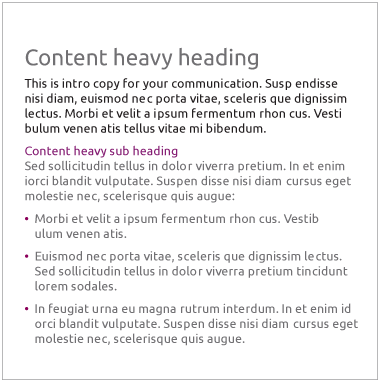 Content heavy heading
This is intro copy for your communication. Susp endisse
nisi diam, euismod nec porta vitae, sceleris que dignissim
lectus. Morbi et velit a ipsum fermentum rhon cus. Vesti
bulum venen atis tellus vitae mi bibendum.
Content heavy sub heading
Sed sollicitudin tellus in dolor viverra pretium. In et enim
iorci blandit vulputate. Suspen disse nisi diam cursus eget
molestie nec, scelerisque quis augue:
• Morbi et velit a ipsum fermentum rhon cus. Vestib
ulum venen atis.
• Euismod nec porta vitae, sceleris que dignissim lectus.
Sed sollicitudin tellus in dolor viverra pretium tincidunt
lorem sodales.
• In feugiat urna eu magna rutrum interdum. In et enim id
orci blandit vulputate. Suspen disse nisi diam cursus eget
molestie nec, scelerisque quis augue.